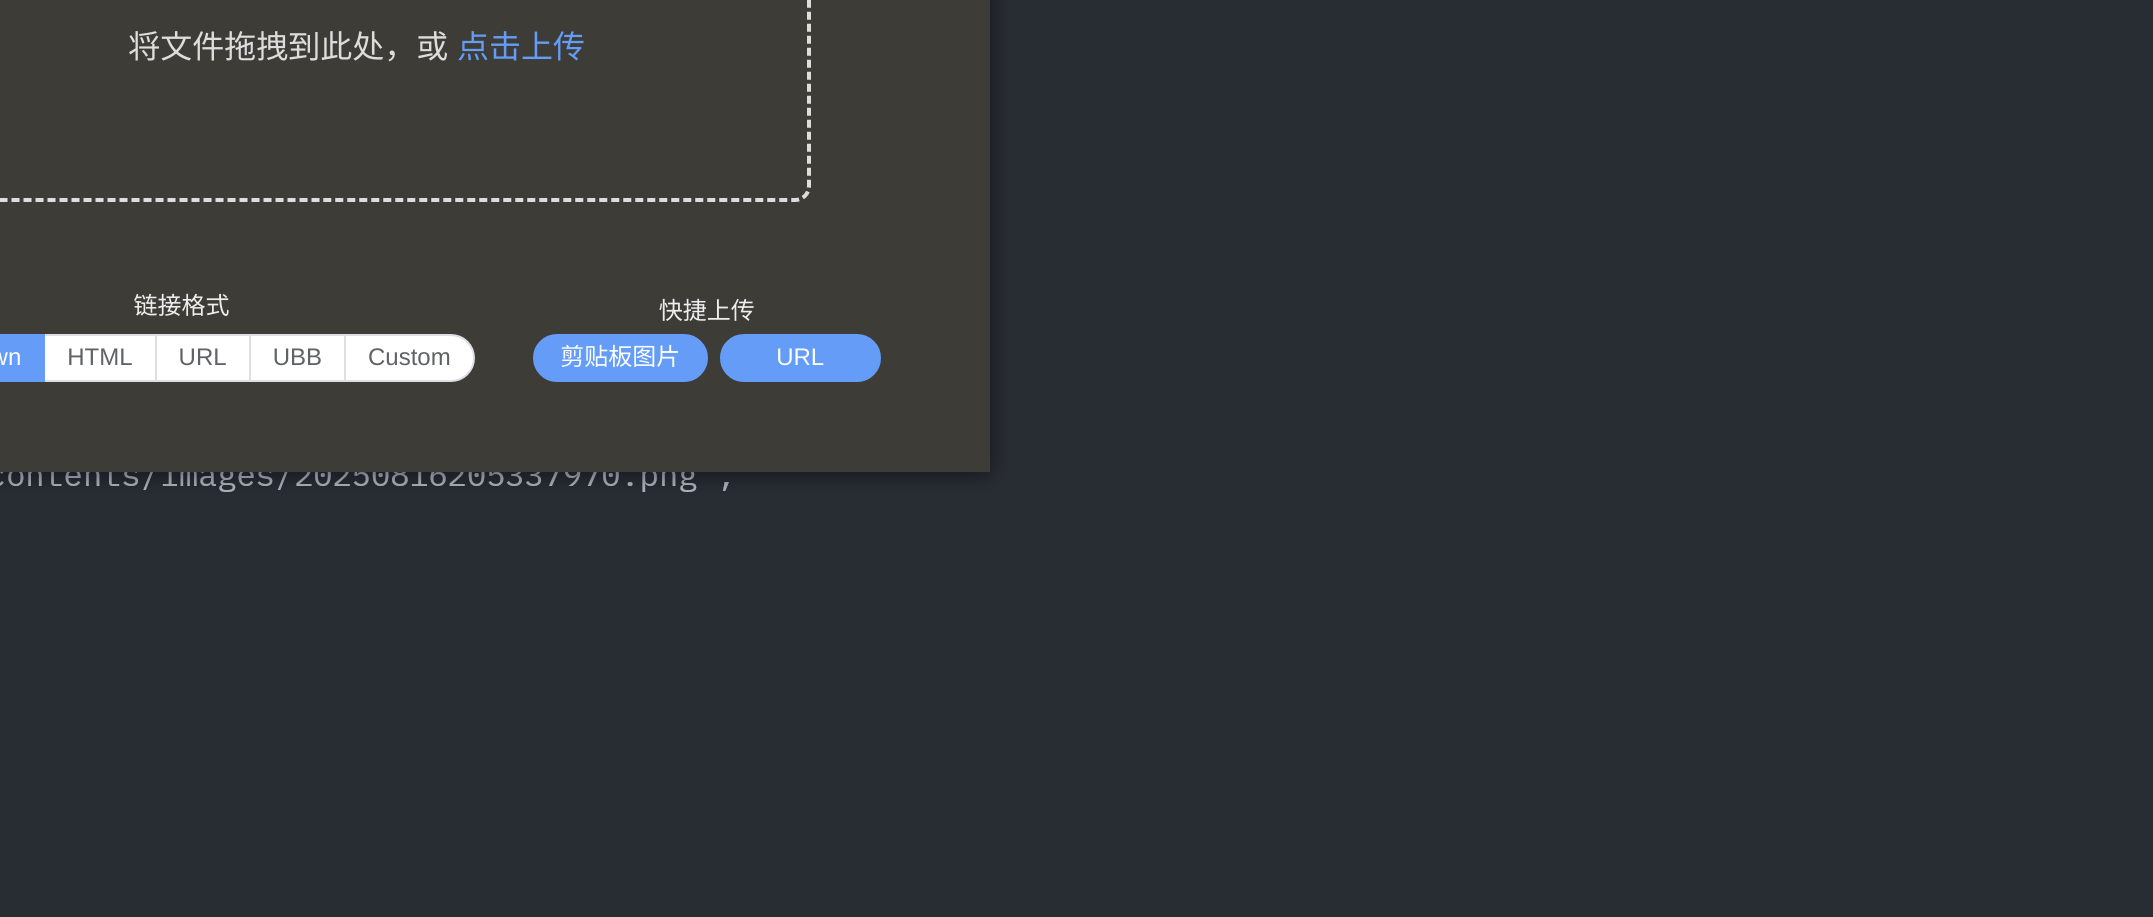 将文件拖拽到此处，或 点击上传
链接格式
快捷上传
wn HTML URL UBB Custom
剪贴板图片 URL
contents/images/20250816205337970.png ,